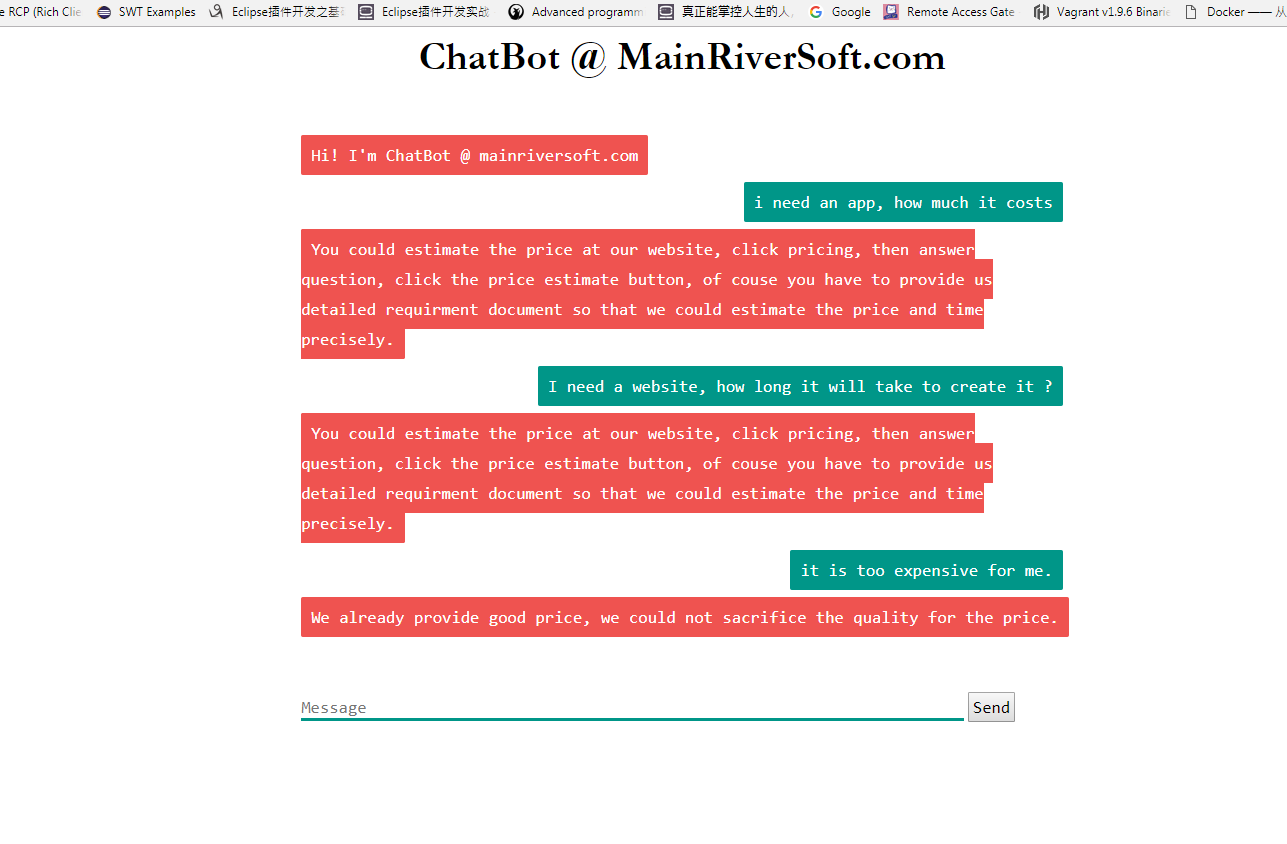 e RCP (Rich Clie SWT Examples Eclipse插件开发之基 Eclipse插件开发实战 Advanced programm 真正能掌控人生的人, Google Remote Access Gate Vagrant v1.9.6 Binarie Docker —— 从
ChatBot @ MainRiverSoft.com
Hi! I'm ChatBot @ mainriversoft.com
i need an app, how much it costs
You could estimate the price at our website, click pricing, then answer
question, click the price estimate button, of couse you have to provide us
detailed requirment document so that we could estimate the price and time
precisely.
I need a website, how long it will take to create it ?
You could estimate the price at our website, click pricing, then answer
question, click the price estimate button, of couse you have to provide us
detailed requirment document so that we could estimate the price and time
precisely.
it is too expensive for me.
We already provide good price, we could not sacrifice the quality for the price.
Message Send